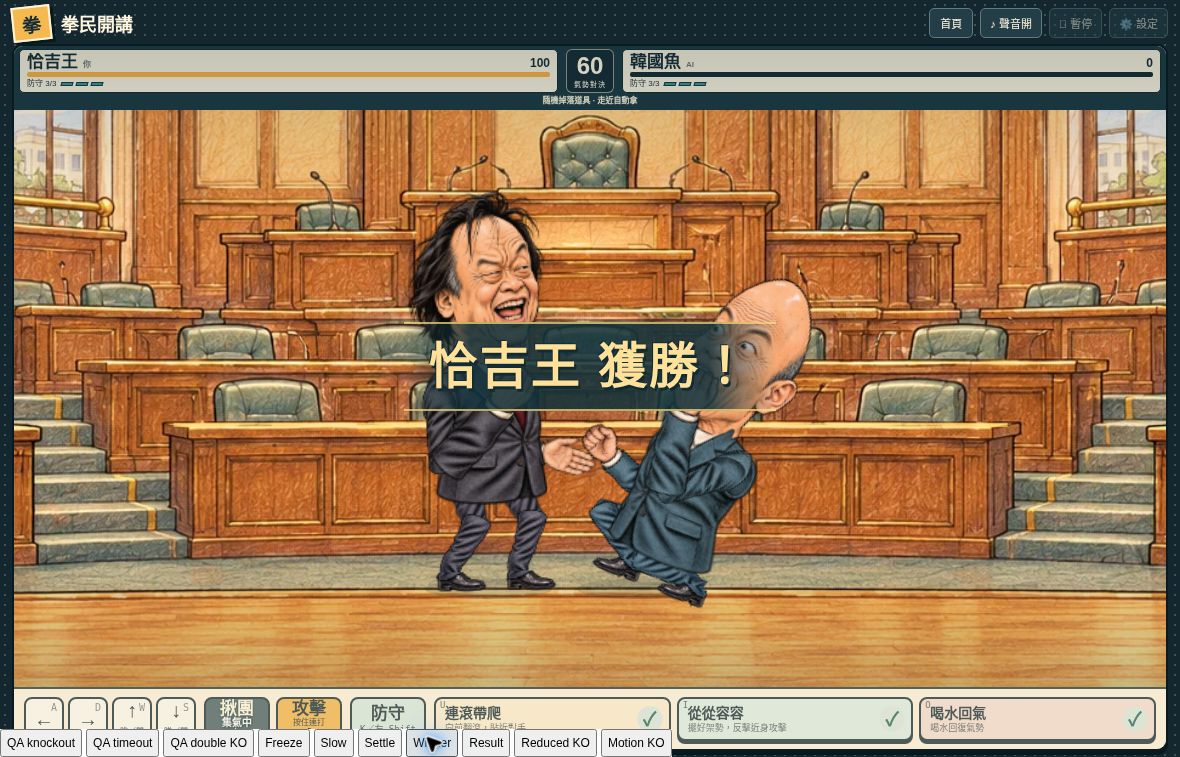 拳 拳民開講 首頁 ♪ 聲音開 暫停 設定
恰吉王 你 100 60 韓國魚 AI 0
防守 3/3 氣勢對決 防守 3/3
隨機掉落道具 · 走近自動拿
恰吉王 獲勝！
A D W S 揪團 攻擊 防守 U 連滾帶爬 I 從從容容 O 喝水回氣
← → ↑ ↓ 集氣中 按住連打 擺好架勢，反擊近身攻擊 喝水回復氣勢
QA knockout QA timeout QA double KO Freeze Slow Settle Winner Result Reduced KO Motion KO